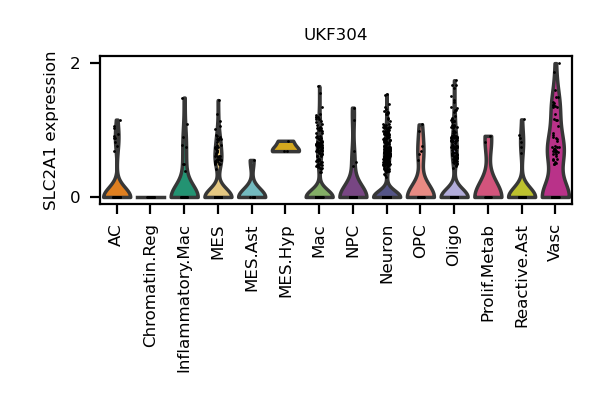 UKF304
SLC2A1 expression
2
0
AC
Chromatin.Reg
Inflammatory.Mac
MES
MES.Ast
MES.Hyp
Mac
NPC
Neuron
OPC
Oligo
Prolif.Metab
Reactive.Ast
Vasc